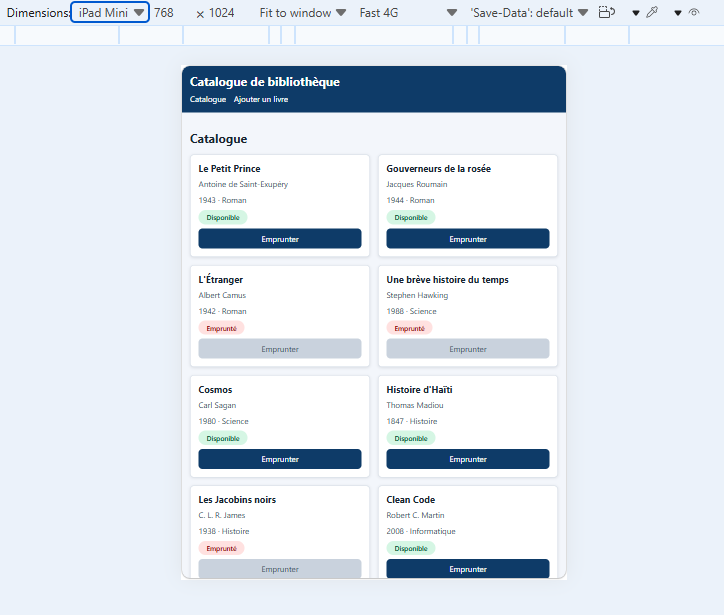 Dimensions: iPad Mini 768 × 1024 Fit to window Fast 4G 'Save-Data': default
Catalogue de bibliothèque
Catalogue Ajouter un livre
Catalogue
Le Petit Prince
Antoine de Saint-Exupéry
1943 · Roman
Disponible
Emprunter
Gouverneurs de la rosée
Jacques Roumain
1944 · Roman
Disponible
Emprunter
L'Étranger
Albert Camus
1942 · Roman
Emprunté
Emprunter
Une brève histoire du temps
Stephen Hawking
1988 · Science
Emprunté
Emprunter
Cosmos
Carl Sagan
1980 · Science
Disponible
Emprunter
Histoire d'Haïti
Thomas Madiou
1847 · Histoire
Disponible
Emprunter
Les Jacobins noirs
C. L. R. James
1938 · Histoire
Emprunté
Emprunter
Clean Code
Robert C. Martin
2008 · Informatique
Disponible
Emprunter